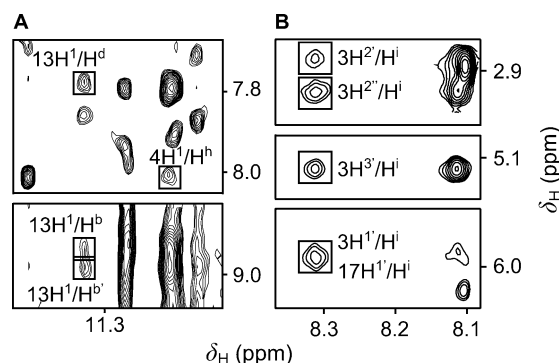 A
13H¹/Hᵈ
7.8
4H¹/Hʰ
8.0
13H¹/Hᵇ
9.0
13H¹/Hᵇ'
11.3
δH (ppm)
B
3H²'/Hⁱ
2.9
3H²''/Hⁱ
3H³'/Hⁱ
5.1
3H¹'/Hⁱ
17H¹'/Hⁱ
6.0
8.3 8.2 8.1
δH (ppm)
δH (ppm)